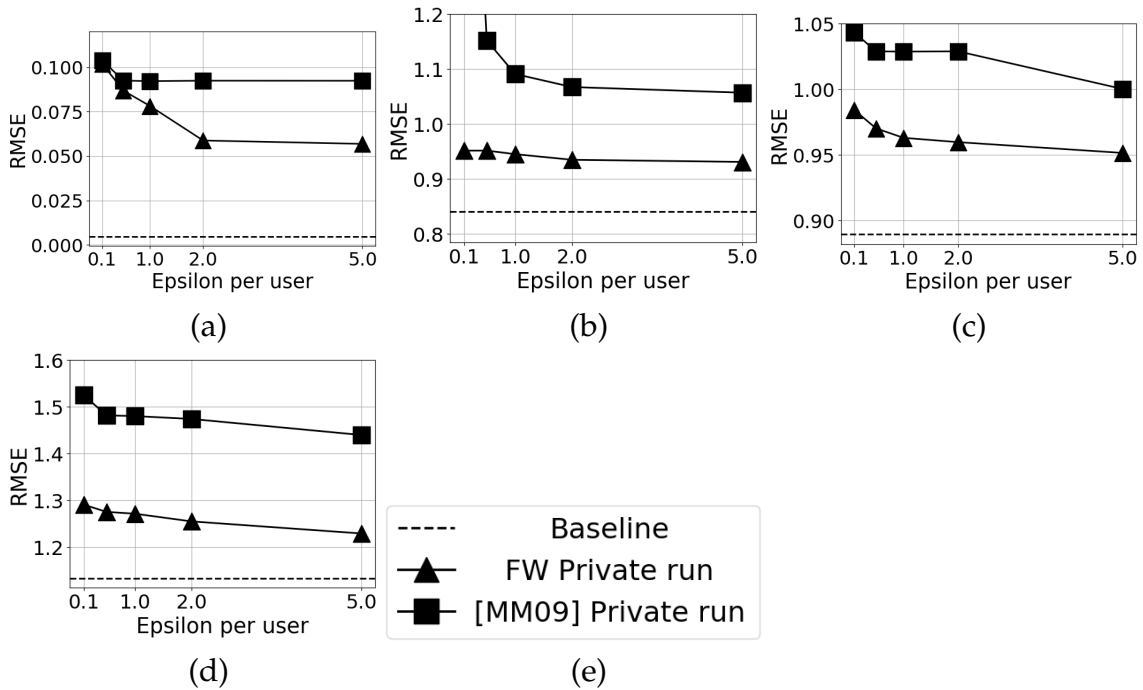 0.100
0.075
0.050
0.025
0.000
RMSE
0.1 1.0 2.0 5.0
Epsilon per user
(a)
1.2
1.1
1.0
0.9
0.8
RMSE
0.1 1.0 2.0 5.0
Epsilon per user
(b)
1.05
1.00
0.95
0.90
RMSE
0.1 1.0 2.0 5.0
Epsilon per user
(c)
1.6
1.5
1.4
1.3
1.2
RMSE
0.1 1.0 2.0 5.0
Epsilon per user
(d)
Baseline
FW Private run
[MM09] Private run
(e)